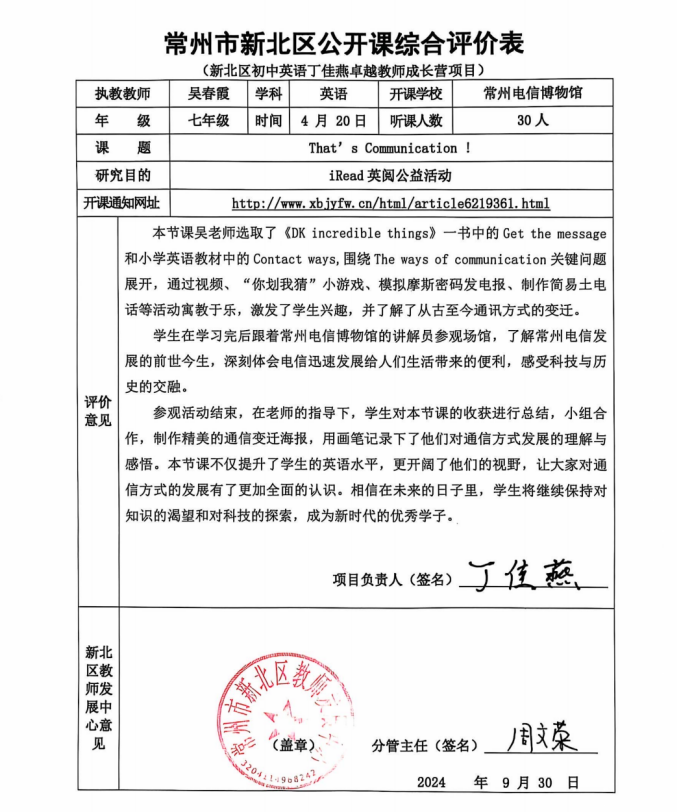 常州市新北区公开课综合评价表
（新北区初中英语丁佳燕卓越教师成长营项目）
执教教师 吴春霞 学科 英语 开课学校 常州电信博物馆
年 级 七年级 时间 4 月 20 日 听课人数 30 人
课 题 That’s Communication！
研究目的 iRead 英阅公益活动
开课通知网址 http://www.xbjyfw.cn/html/article6219361.html
评价
意见
本节课吴老师选取了《DK incredible things》一书中的 Get the message
和小学英语教材中的 Contact ways,围绕 The ways of communication 关键问题
展开，通过视频、“你划我猜”小游戏、模拟摩斯密码发电报、制作简易土电
话等活动寓教于乐，激发了学生兴趣，并了解了从古至今通讯方式的变迁。
学生在学习完后跟着常州电信博物馆的讲解员参观场馆，了解常州电信发
展的前世今生，深刻体会电信迅速发展给人们生活带来的便利，感受科技与历
史的交融。
参观活动结束，在老师的指导下，学生对本节课的收获进行总结，小组合
作，制作精美的通信变迁海报，用画笔记录下了他们对通信方式发展的理解与
感悟。本节课不仅提升了学生的英语水平，更开阔了他们的视野，让大家对通
信方式的发展有了更加全面的认识。相信在未来的日子里，学生将继续保持对
知识的渴望和对科技的探索，成为新时代的优秀学子。
项目负责人（签名）丁佳燕
新北
区教
师发
展中
心意
见
常州市新北区教师发展中心
（盖章）
3204114968242
分管主任（签名）周文荣
2024 年 9 月 30 日